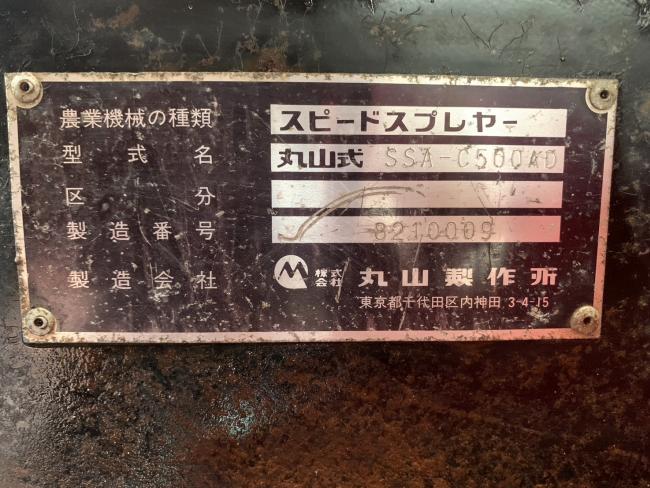 農業機械の種類 スピードスプレヤー
型式名 丸山式 SSA-C500AD
区分
製造番号 8210009
製造会社 株式会社 丸山製作所
東京都千代田区内神田 3-4-15